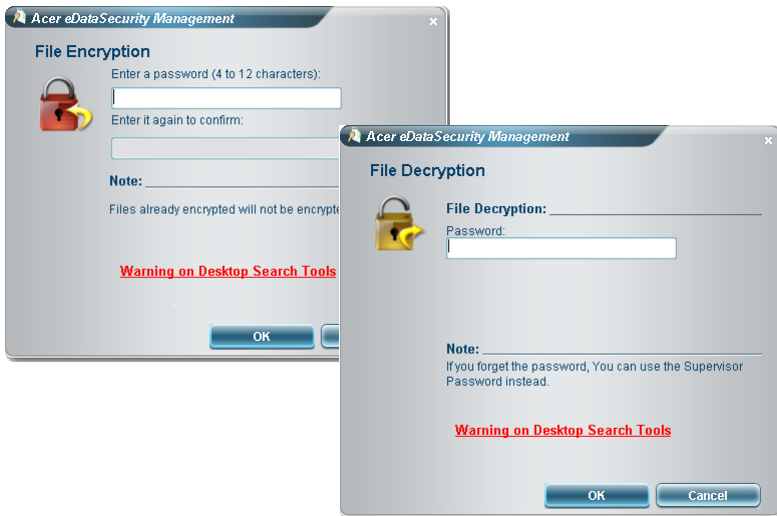 Acer eDataSecurity Management
File Encryption
Enter a password (4 to 12 characters):
Enter it again to confirm:
Note:
Files already encrypted will not be encrypte
Warning on Desktop Search Tools
OK
Acer eDataSecurity Management
File Decryption
File Decryption:
Password:
Note:
If you forget the password, You can use the Supervisor
Password instead.
Warning on Desktop Search Tools
OK
Cancel